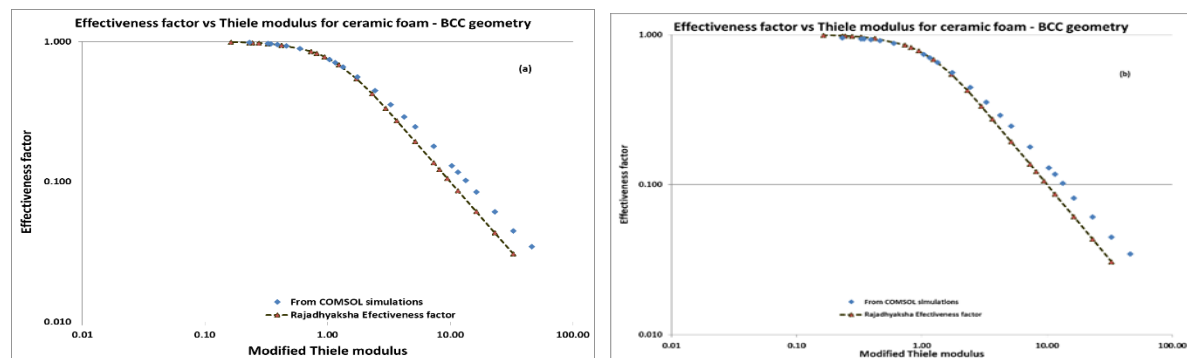 Effectiveness factor vs Thiele modulus for ceramic foam - BCC geometry
1.000
(a)
Effectiveness factor
0.100
From COMSOL simulations
Rajadhyaksha Efectiveness factor
0.010
0.01 0.10 1.00 10.00 100.00
Modified Thiele modulus
Effectiveness factor vs Thiele modulus for ceramic foam - BCC geometry
1.000
(b)
Effectiveness factor
0.100
From COMSOL simulations
Rajadhyaksha Efectiveness factor
0.010
0.01 0.10 1.00 10.00 100.00
Modified Thiele modulus